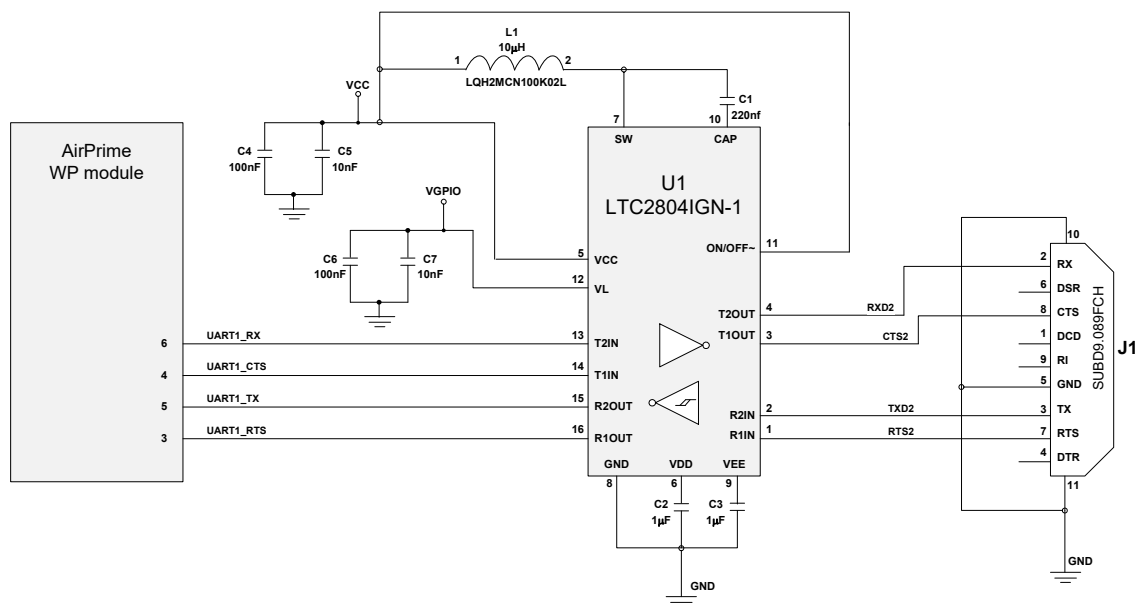 L1
10µH
1
2
LQH2MCN100K02L
VCC
C1
220nf
7
10
SW
CAP
AirPrime
WP module
C4
100nF
C5
10nF
U1
LTC2804IGN-1
VGPIO
ON/OFF~
11
10
5
VCC
C6
100nF
C7
10nF
12
VL
2
RX
6
DSR
T2OUT
4
RXD2
8
CTS
6
UART1_RX
13
T2IN
T1OUT
3
CTS2
1
DCD
9
RI
J1
SUBD9.089FCH
4
UART1_CTS
14
T1IN
5
GND
5
UART1_TX
15
R2OUT
R2IN
2
TXD2
3
TX
3
UART1_RTS
16
R1OUT
R1IN
1
RTS2
7
RTS
4
DTR
GND
VDD
VEE
8
6
9
11
C2
1µF
C3
1µF
GND
GND